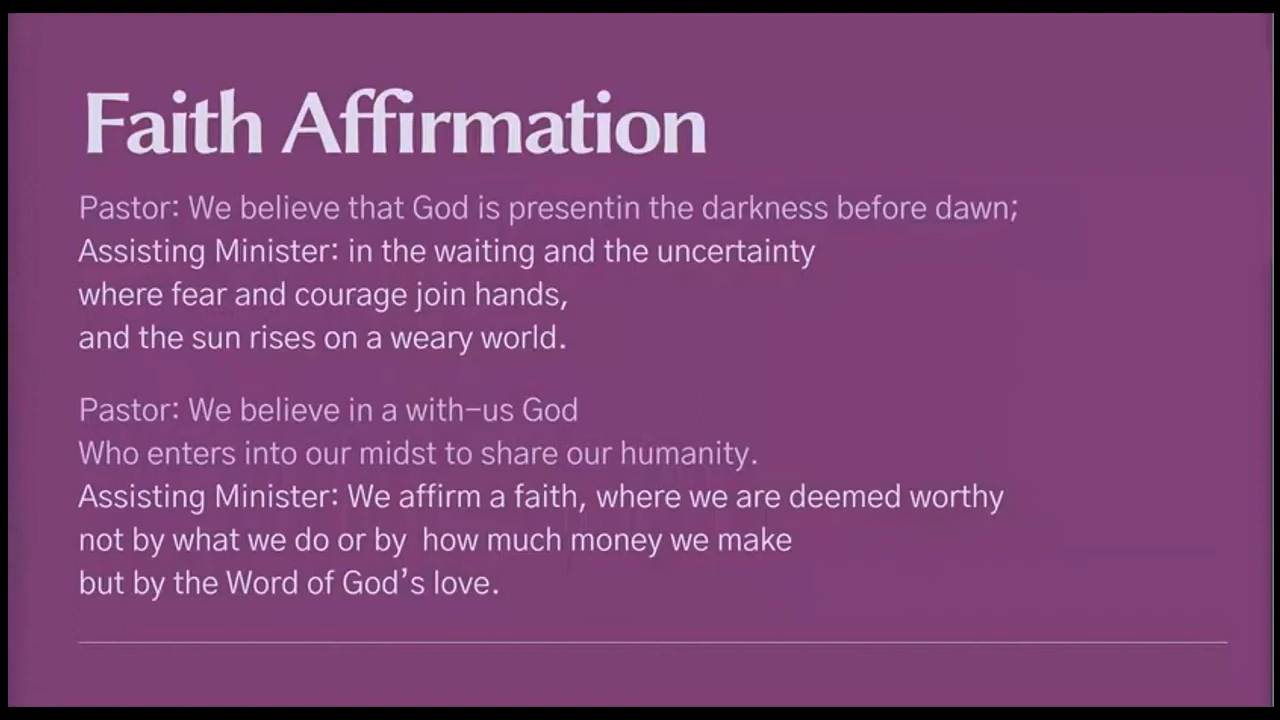 Faith Affirmation
Pastor: We believe that God is presentin the darkness before dawn;
Assisting Minister: in the waiting and the uncertainty
where fear and courage join hands,
and the sun rises on a weary world.
Pastor: We believe in a with-us God
Who enters into our midst to share our humanity.
Assisting Minister: We affirm a faith, where we are deemed worthy
not by what we do or by  how much money we make
but by the Word of God’s love.